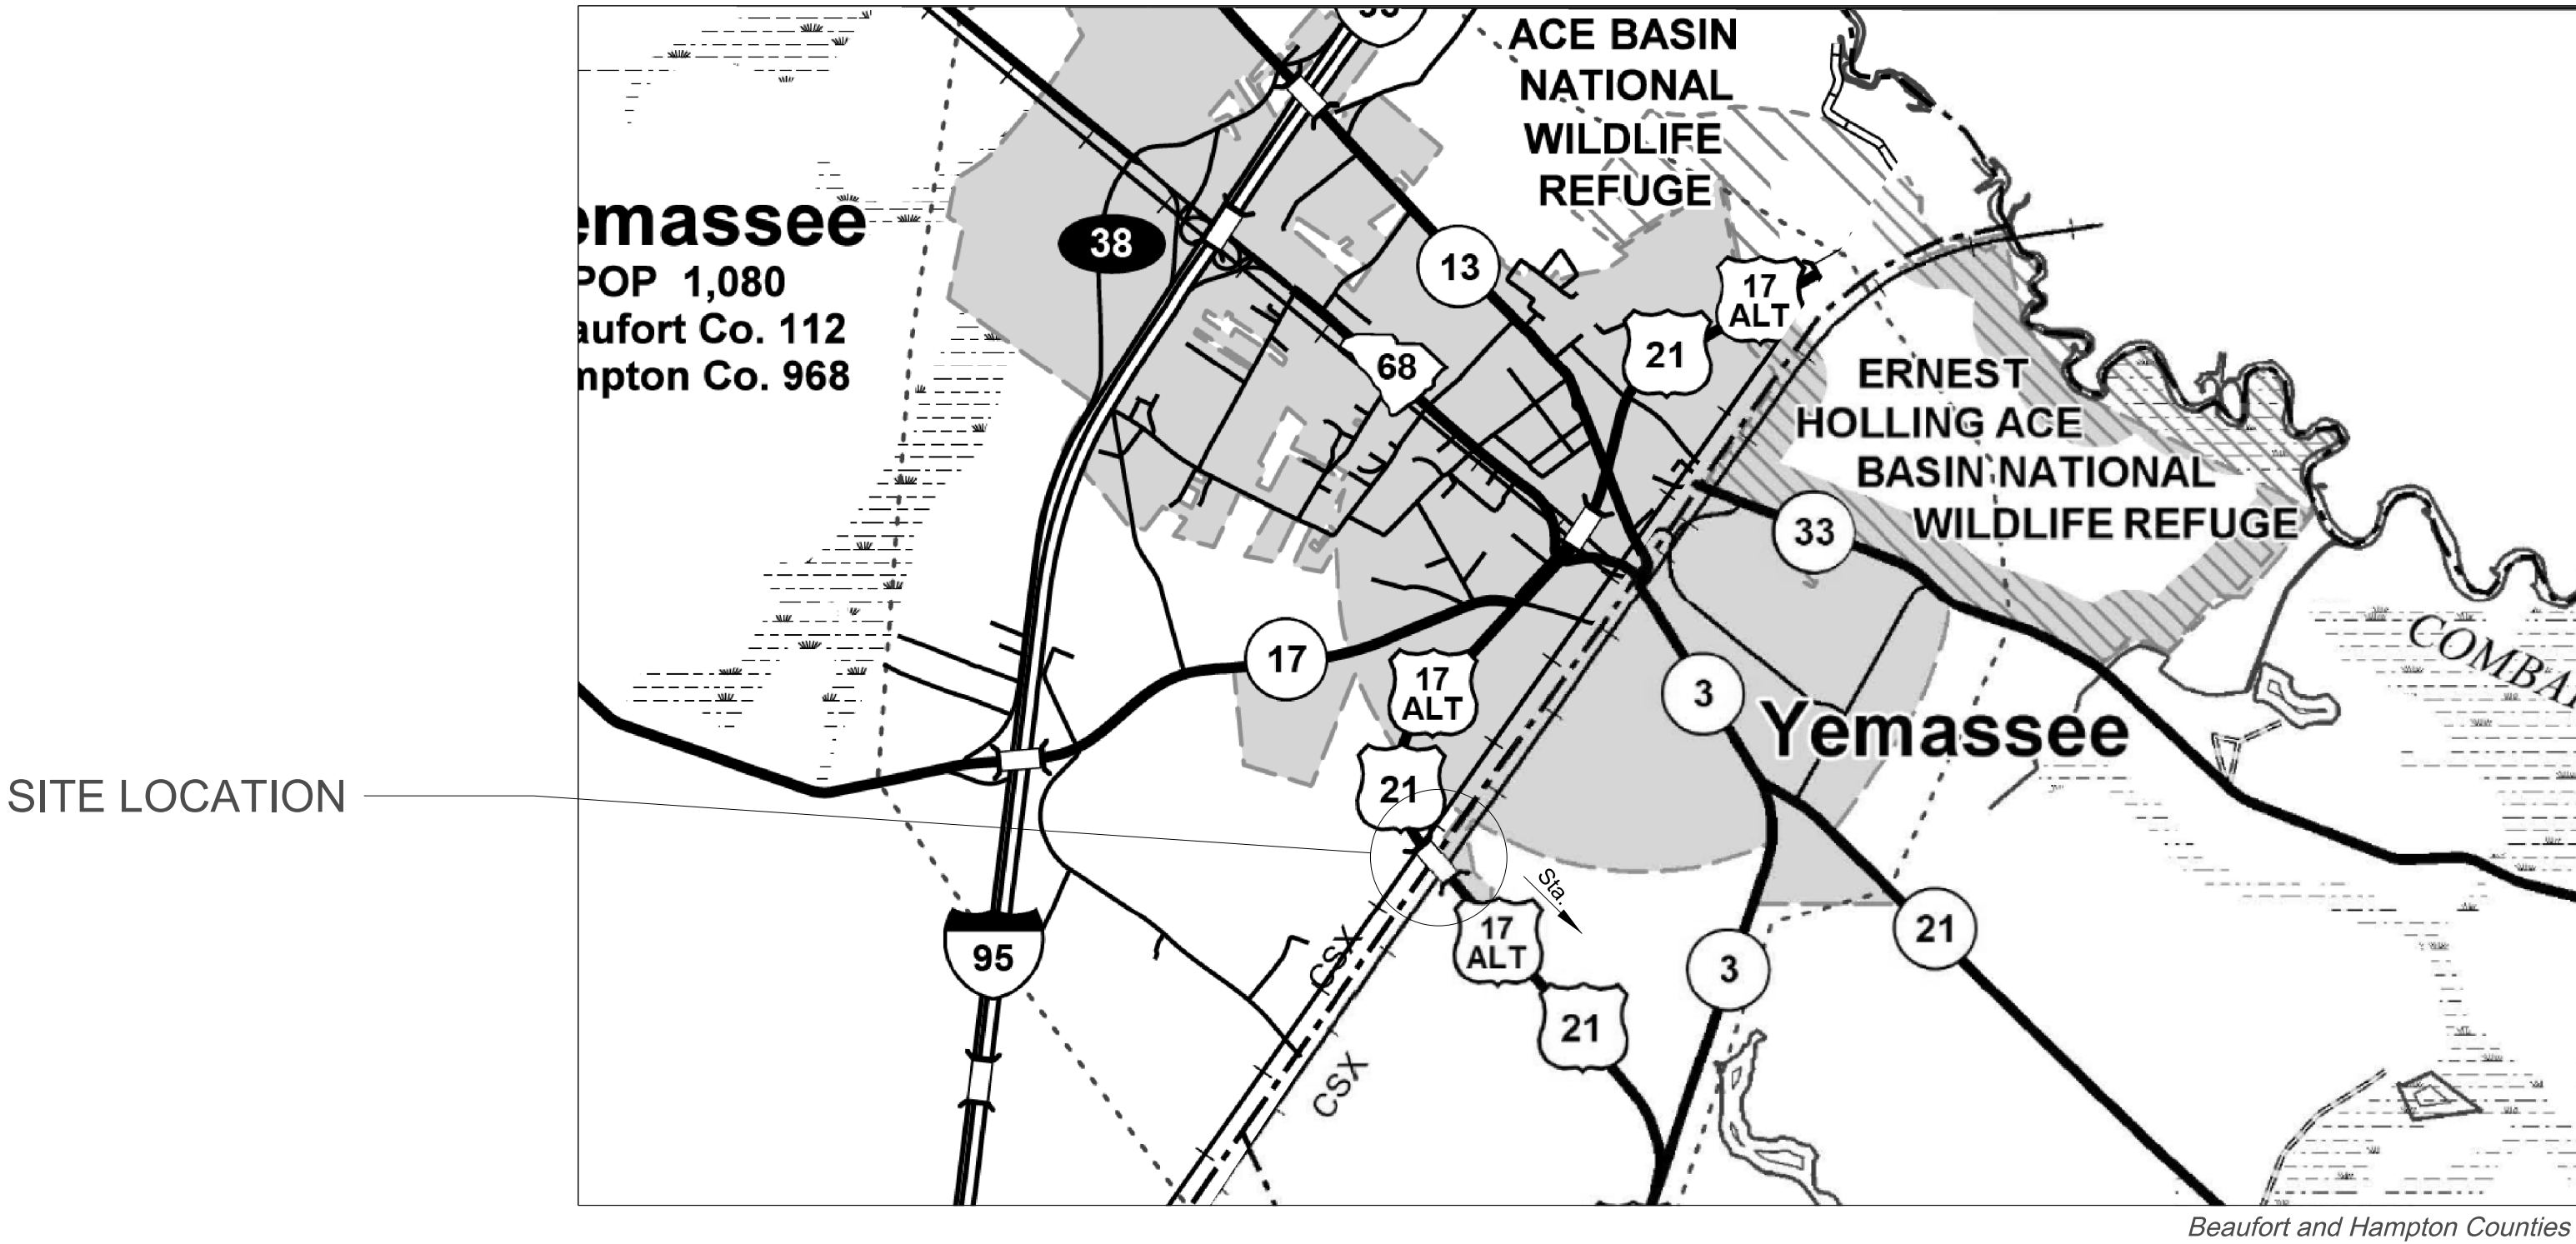 ACE BASIN
NATIONAL
WILDLIFE
REFUGE
emassee
POP 1,080
aufort Co. 112
mpton Co. 968
38
13
17
ALT
21
68
ERNEST
HOLLING ACE
BASIN NATIONAL
WILDLIFE REFUGE
33
17
17
ALT
3
Yemassee
COMBA
SITE LOCATION
21
Sta.
95
CSX
17
ALT
21
3
21
CSX
Beaufort and Hampton Counties